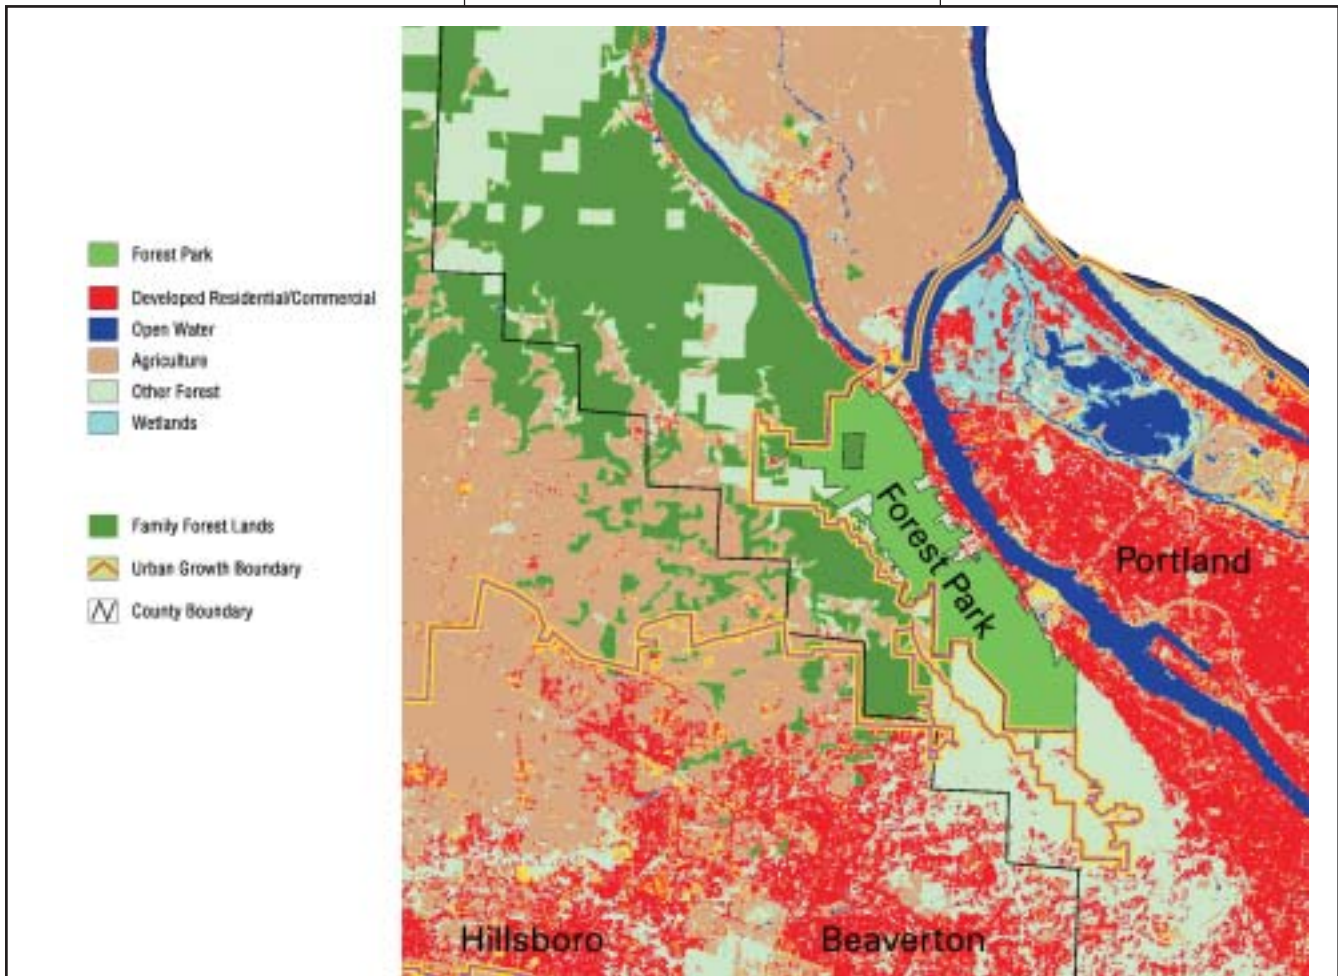 Forest Park
Developed Residential/Commercial
Open Water
Agriculture
Other Forest
Wetlands
Family Forest Lands
Urban Growth Boundary
County Boundary
Forest Park
Portland
Hillsboro
Beaverton